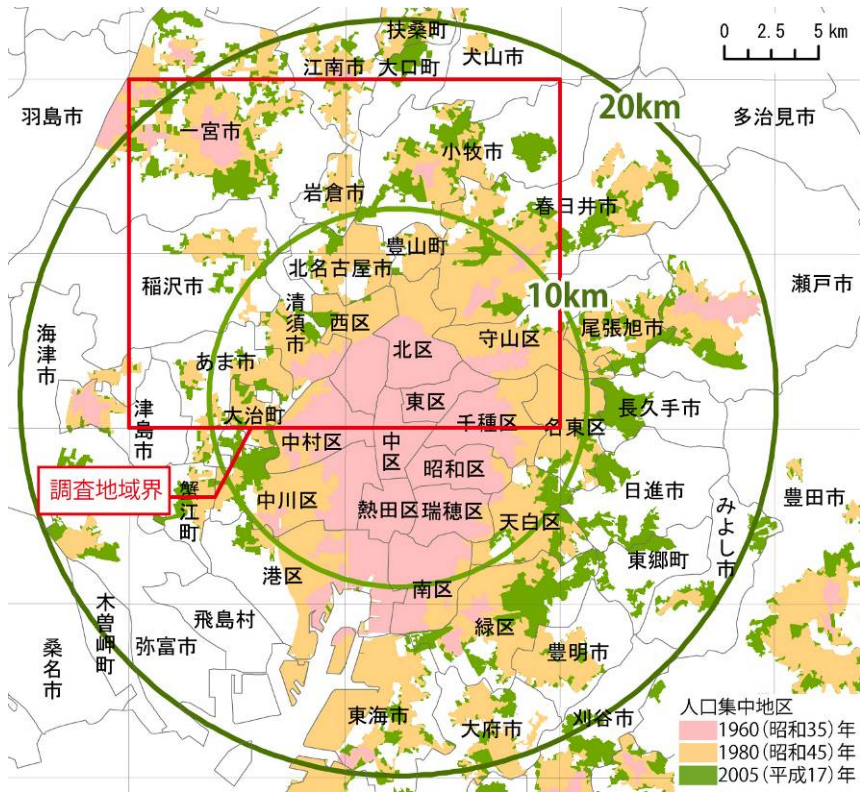 扶桑町
0 2.5 5 km
江南市
大口町
犬山市
羽島市
一宮市
20km
多治見市
小牧市
岩倉市
春日井市
豊山町
北名古屋市
稲沢市
清須市
10km
瀬戸市
西区
守山区
尾張旭市
海津市
北区
あま市
津島市
東区
大治町
千種区
名東区
長久手市
中村区
中区
昭和区
調査地域界
蟹江町
中川区
熱田区
瑞穂区
天白区
日進市
みよし市
豊田市
東郷町
港区
南区
飛島村
緑区
木曽岬町
弥富市
桑名市
豊明市
東海市
大府市
刈谷市
人口集中地区
1960(昭和35)年
1980(昭和45)年
2005(平成17)年